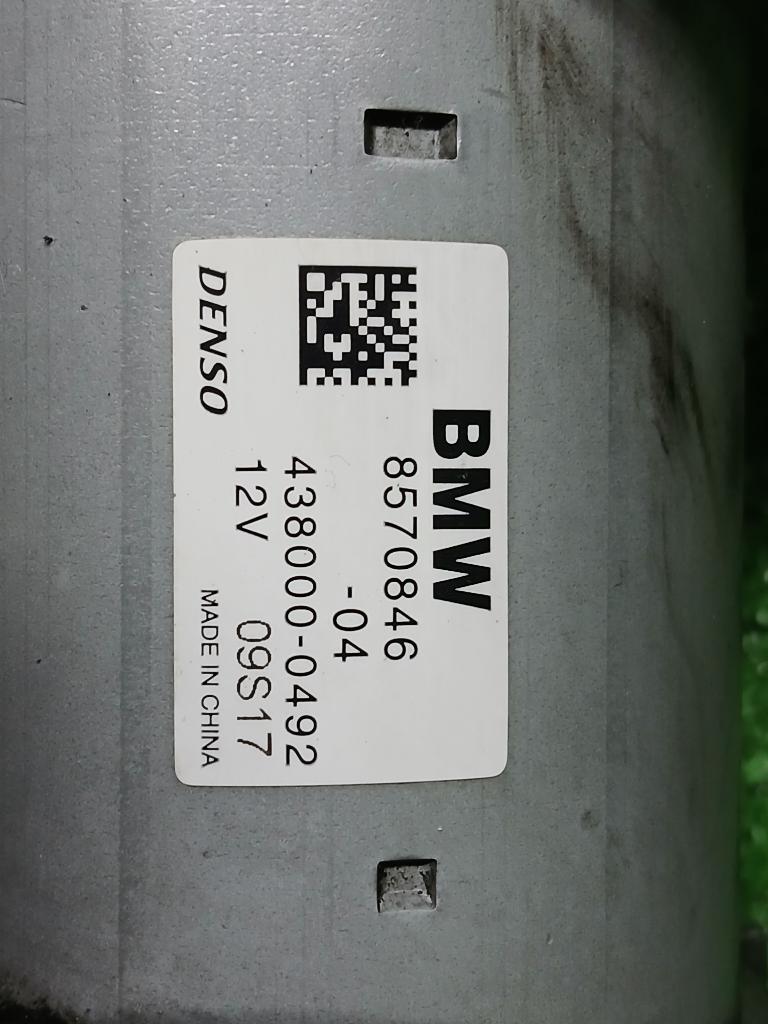 BMW
8570846
-04
438000-0492
12V 09S17
DENSO MADE IN CHINA